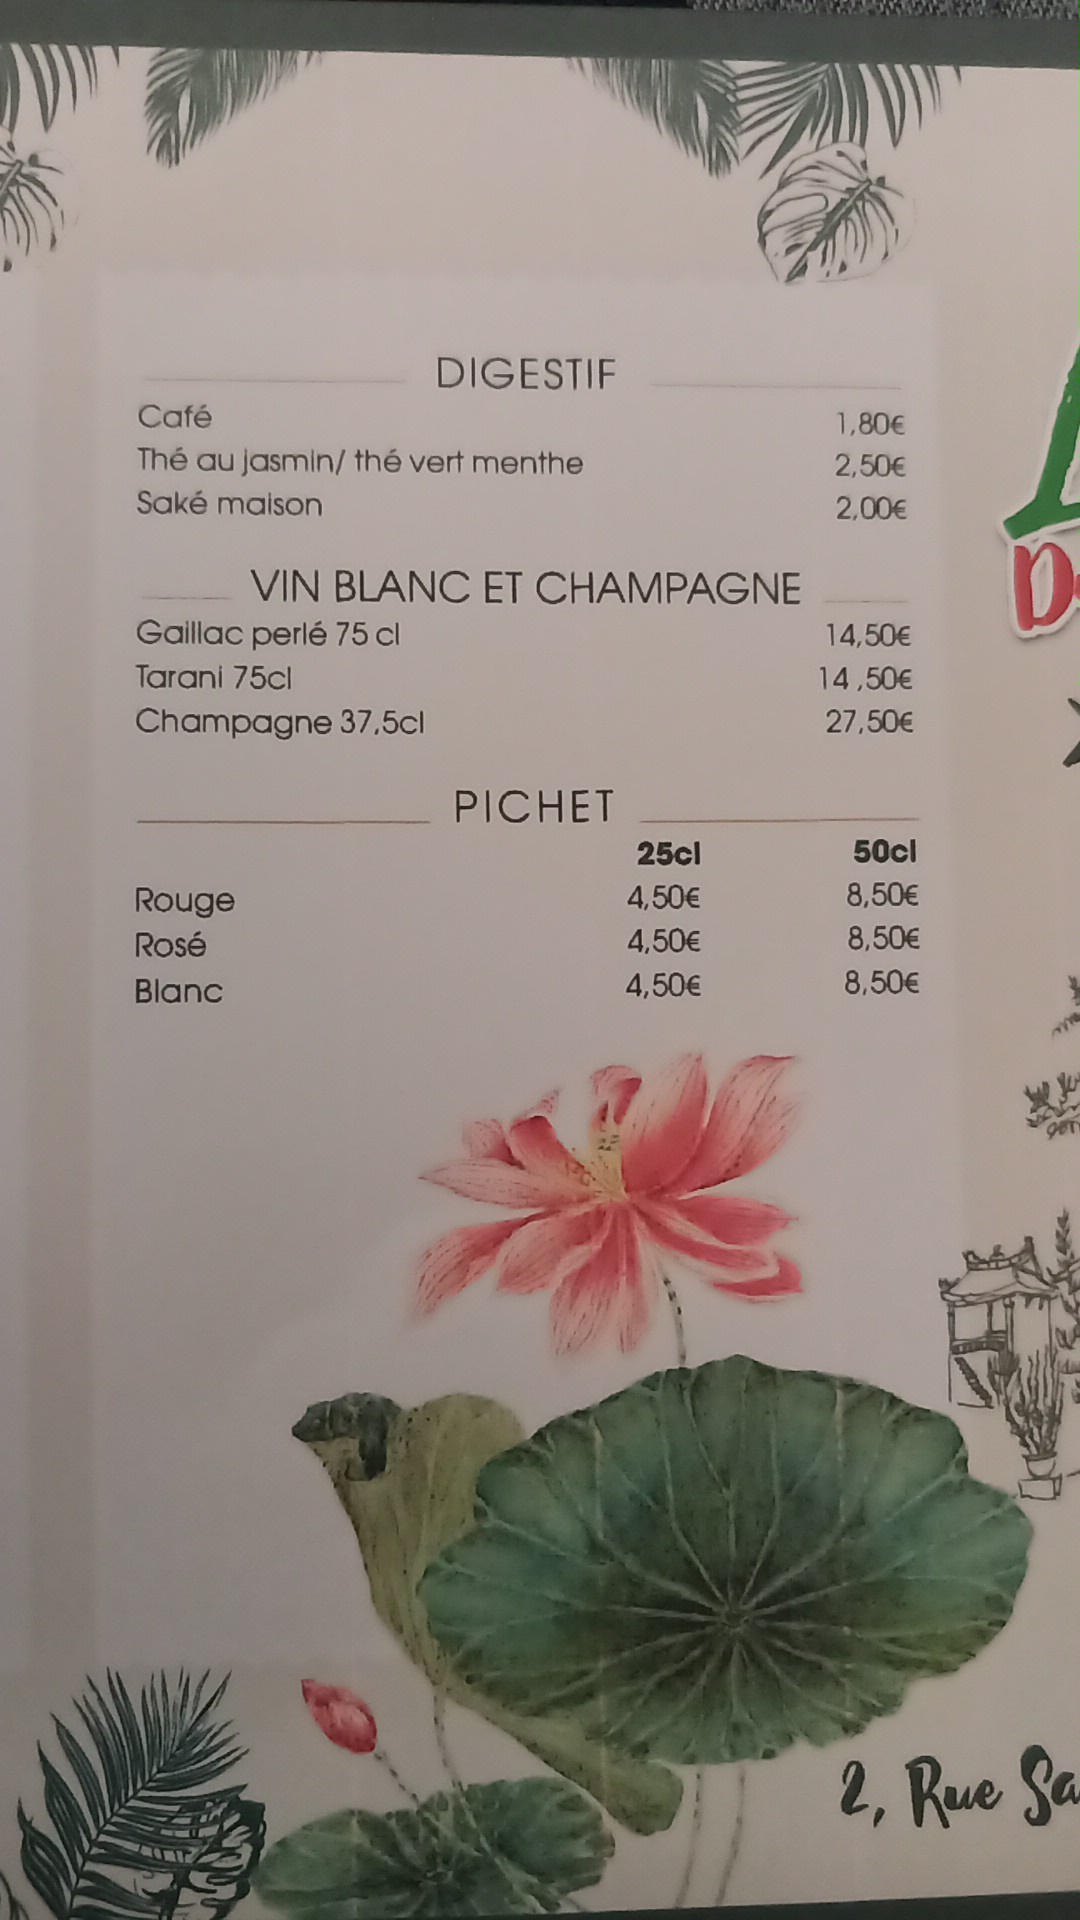 DIGESTIF
Café 1,80€
Thé au jasmin/ thé vert menthe 2,50€
Saké maison 2,00€
VIN BLANC ET CHAMPAGNE
Gaillac perlé 75 cl 14,50€
Tarani 75cl 14 ,50€
Champagne 37,5cl 27,50€
PICHET
25cl 50cl
Rouge 4,50€ 8,50€
Rosé 4,50€ 8,50€
Blanc 4,50€ 8,50€
2, Rue